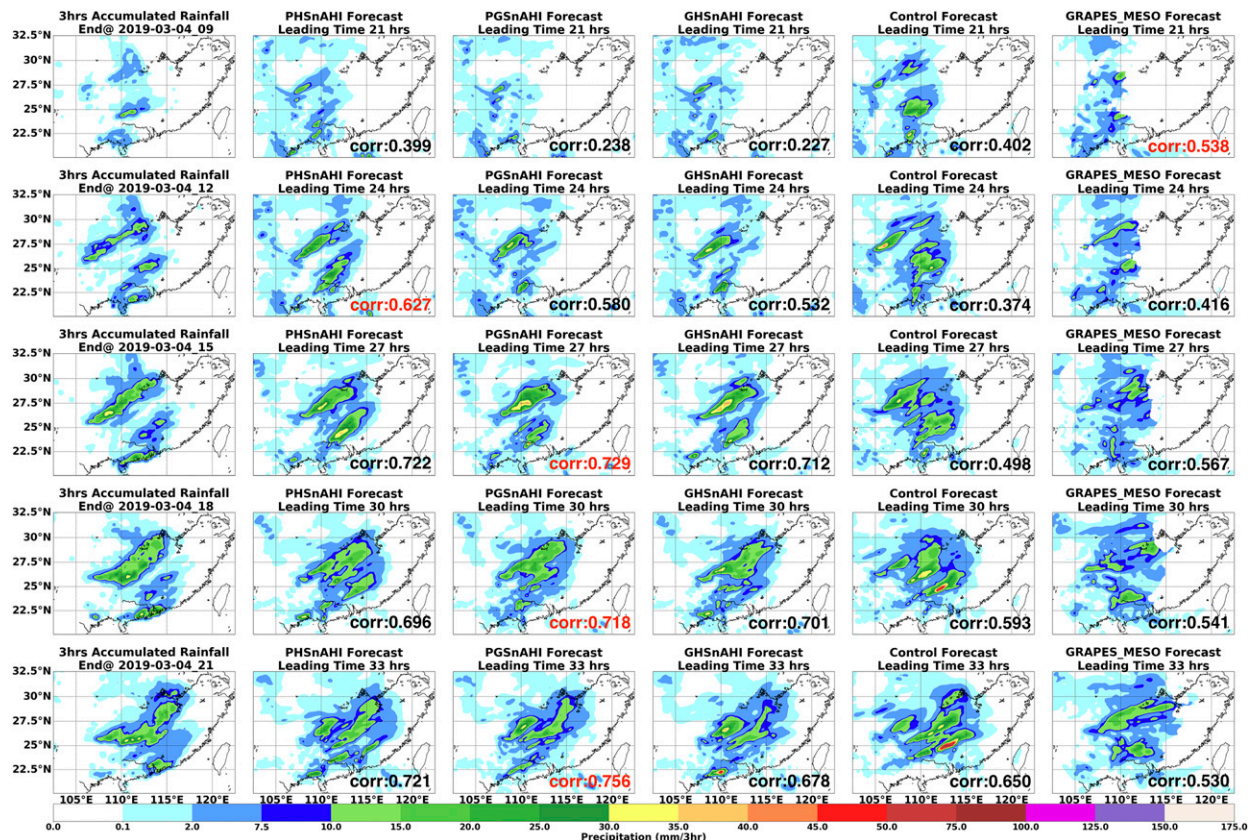 3hrs Accumulated Rainfall PHSnAHI Forecast PGSnAHI Forecast GHSnAHI Forecast Control Forecast GRAPES_MESO Forecast
End@ 2019-03-04_09 Leading Time 21 hrs Leading Time 21 hrs Leading Time 21 hrs Leading Time 21 hrs Leading Time 21 hrs
32.5°N
30°N
27.5°N
25°N
22.5°N
corr:0.399 corr:0.238 corr:0.227 corr:0.402 corr:0.538
3hrs Accumulated Rainfall PHSnAHI Forecast PGSnAHI Forecast GHSnAHI Forecast Control Forecast GRAPES_MESO Forecast
End@ 2019-03-04_12 Leading Time 24 hrs Leading Time 24 hrs Leading Time 24 hrs Leading Time 24 hrs Leading Time 24 hrs
32.5°N
30°N
27.5°N
25°N
22.5°N
corr:0.627 corr:0.580 corr:0.532 corr:0.374 corr:0.416
3hrs Accumulated Rainfall PHSnAHI Forecast PGSnAHI Forecast GHSnAHI Forecast Control Forecast GRAPES_MESO Forecast
End@ 2019-03-04_15 Leading Time 27 hrs Leading Time 27 hrs Leading Time 27 hrs Leading Time 27 hrs Leading Time 27 hrs
32.5°N
30°N
27.5°N
25°N
22.5°N
corr:0.722 corr:0.729 corr:0.712 corr:0.498 corr:0.567
3hrs Accumulated Rainfall PHSnAHI Forecast PGSnAHI Forecast GHSnAHI Forecast Control Forecast GRAPES_MESO Forecast
End@ 2019-03-04_18 Leading Time 30 hrs Leading Time 30 hrs Leading Time 30 hrs Leading Time 30 hrs Leading Time 30 hrs
32.5°N
30°N
27.5°N
25°N
22.5°N
corr:0.696 corr:0.718 corr:0.701 corr:0.593 corr:0.541
3hrs Accumulated Rainfall PHSnAHI Forecast PGSnAHI Forecast GHSnAHI Forecast Control Forecast GRAPES_MESO Forecast
End@ 2019-03-04_21 Leading Time 33 hrs Leading Time 33 hrs Leading Time 33 hrs Leading Time 33 hrs Leading Time 33 hrs
32.5°N
30°N
27.5°N
25°N
22.5°N
corr:0.721 corr:0.756 corr:0.678 corr:0.650 corr:0.530
105°E 110°E 120°E 105°E 110°E 120°E 105°E 110°E 120°E 105°E 110°E 120°E 105°E 110°E 120°E 105°E 110°E 120°E
0.0 0.1 2.0 7.5 10.0 15.0 20.0 25.0 30.0 35.0 40.0 45.0 50.0 75.0 100.0 125.0 150.0 175.0
Precipitation (mm/3hr)